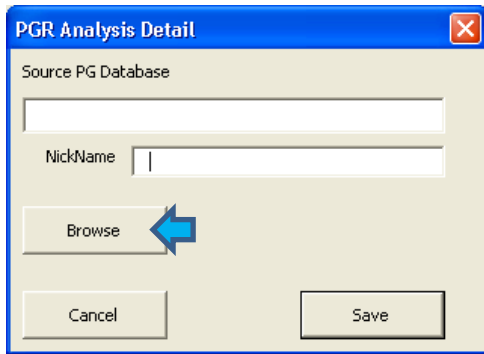 PGR Analysis Detail
Source PG Database
NickName
Browse
Cancel
Save